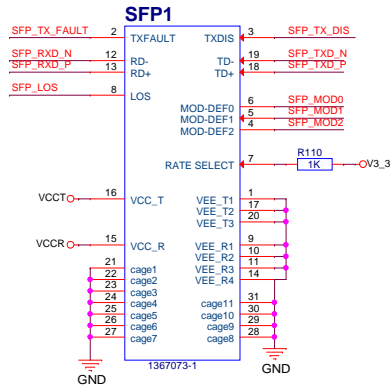 SFP1
SFP_TX_FAULT 2 TXFAULT TXDIS 3 SFP_TX_DIS
SFP_RXD_N 12 RD- TD- 19 SFP_TXD_N
SFP_RXD_P 13 RD+ TD+ 18 SFP_TXD_P
SFP_LOS 8 LOS
MOD-DEF0 6 SFP_MOD0
MOD-DEF1 5 SFP_MOD1
MOD-DEF2 4 SFP_MOD2
R110
RATE SELECT 7 1K V3_3
VCCT 16 VCC_T VEE_T1 1
VEE_T2 17
VEE_T3 20
VCCR 15 VCC_R VEE_R1 9
VEE_R2 10
VEE_R3 11
VEE_R4 14
21 cage1
22 cage2
23 cage3
24 cage4 cage11 31
25 cage5 cage10 30
26 cage6 cage9 29
27 cage7 cage8 28
1367073-1
GND GND